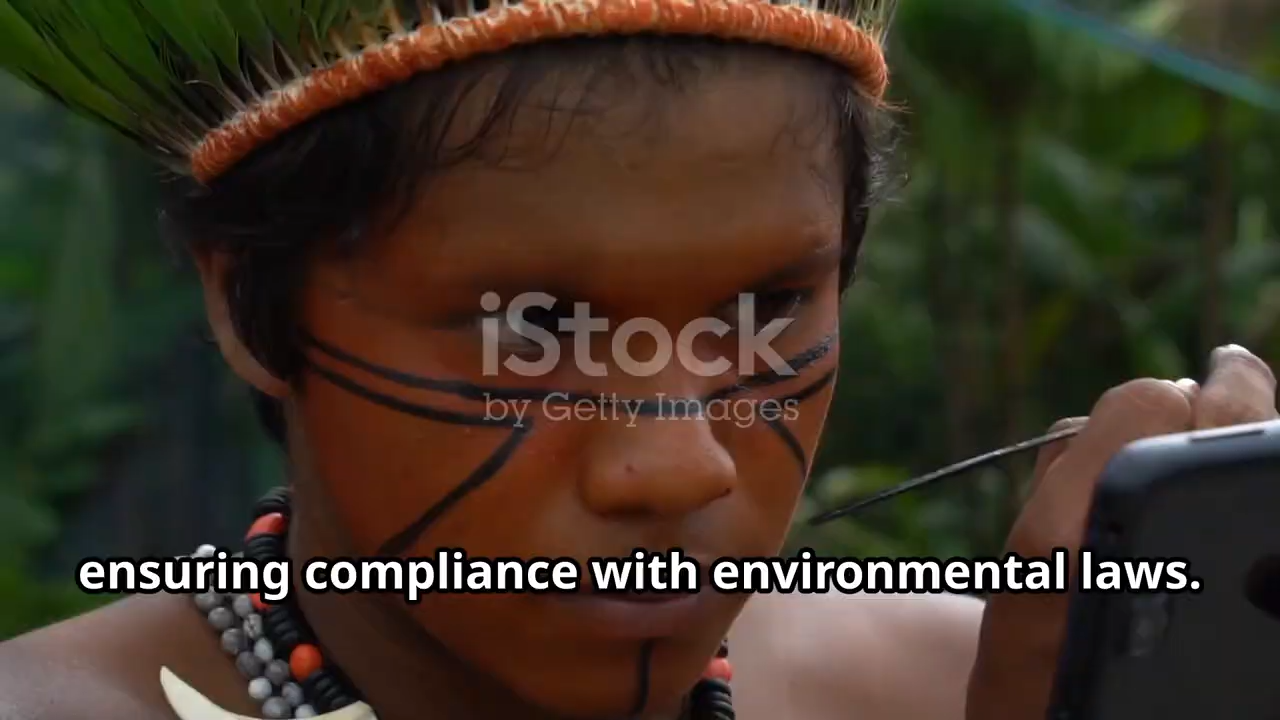 iStock
by Getty Images
ensuring compliance with environmental laws.